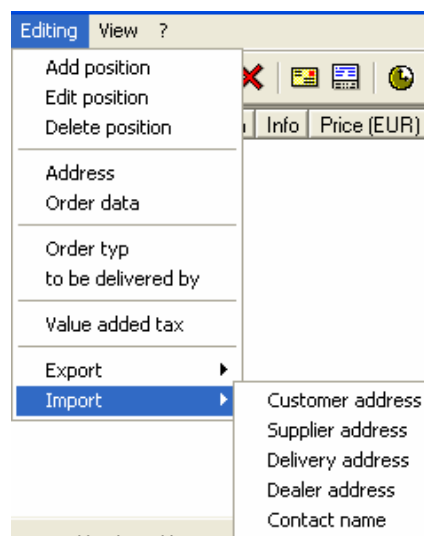 Editing View ?
Add position
Edit position
Delete position
Info Price (EUR)
Address
Order data
Order typ
to be delivered by
Value added tax
Export
Import
Customer address
Supplier address
Delivery address
Dealer address
Contact name